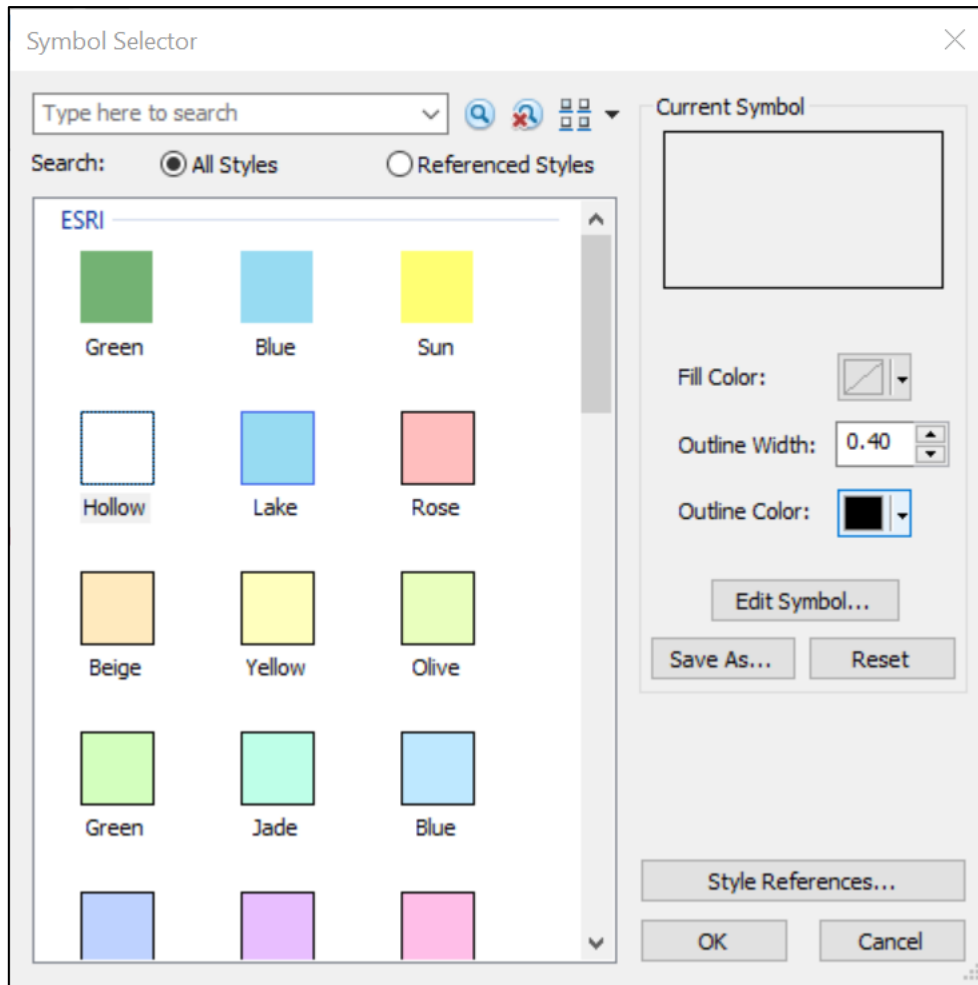 Symbol Selector
Type here to search
Search: All Styles Referenced Styles
ESRI
Green Blue Sun
Hollow Lake Rose
Beige Yellow Olive
Green Jade Blue
Current Symbol
Fill Color:
Outline Width: 0.40
Outline Color:
Edit Symbol...
Save As... Reset
Style References...
OK Cancel